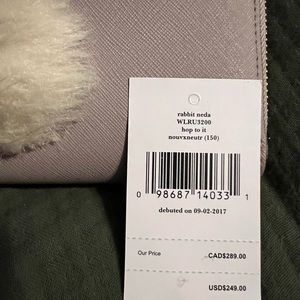 rabbit neda
WLRU3200
hop to it
nouvxneutr (150)
0 98687 14033 1
debuted on 09-02-2017
Our Price CAD$289.00
USD$249.00